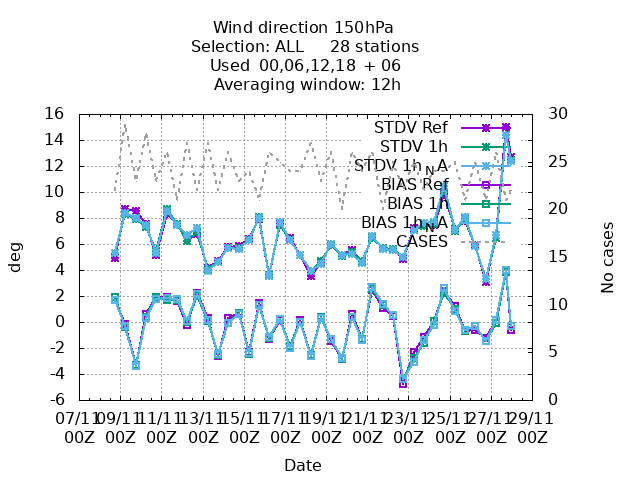 Wind direction 150hPa
Selection: ALL 28 stations
Used 00,06,12,18 + 06
Averaging window: 12h
16
14
12
10
8
6
4
2
0
-2
-4
-6
deg
30
25
20
15
10
5
0
No cases
STDV Ref
STDV 1h
STDV 1h_NA
BIAS Ref
BIAS 1h
BIAS 1h_NA
CASES
07/11 09/11 11/11 13/11 15/11 17/11 19/11 21/11 23/11 25/11 27/11 29/11
00Z 00Z 00Z 00Z 00Z 00Z 00Z 00Z 00Z 00Z 00Z 00Z
Date